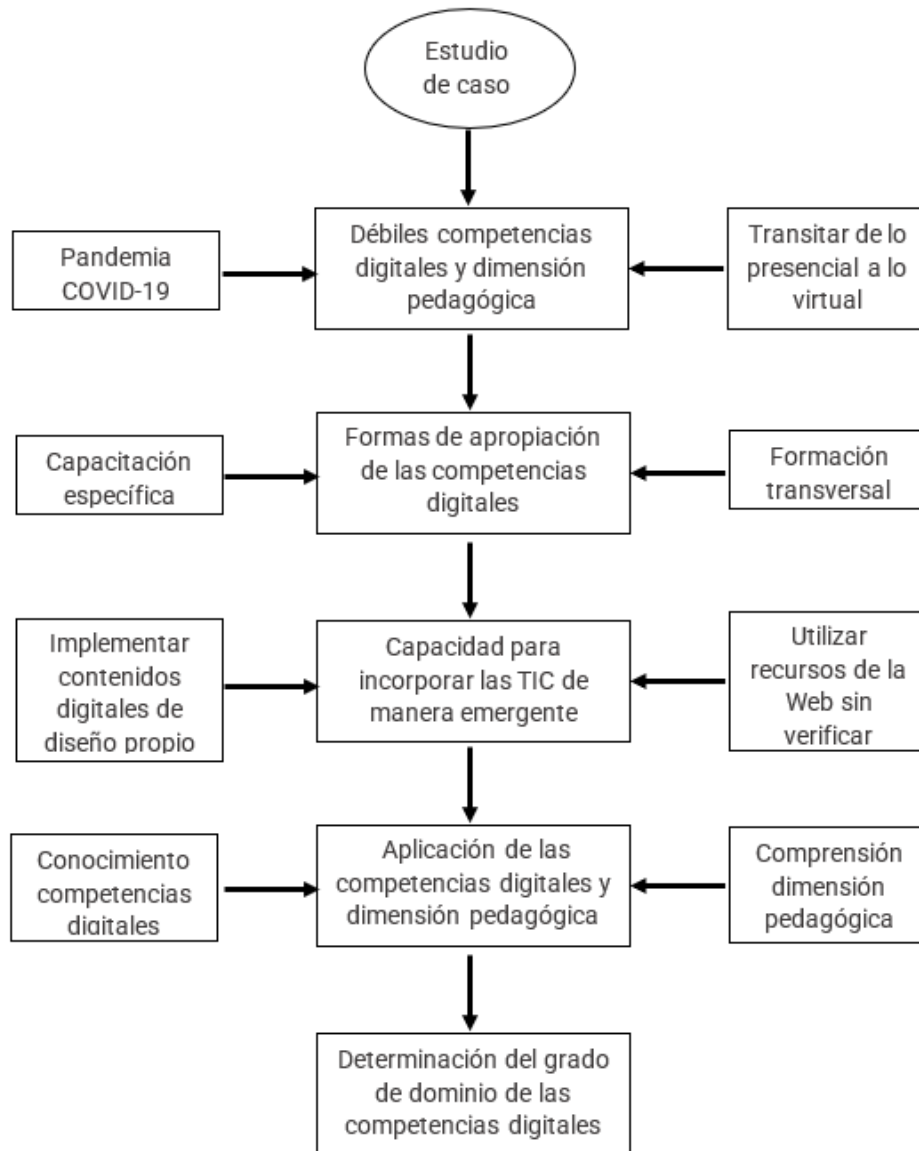 Estudio
de caso
Pandemia
COVID-19
Débiles competencias
digitales y dimensión
pedagógica
Transitar de lo
presencial a lo
virtual
Capacitación
específica
Formas de apropiación
de las competencias
digitales
Formación
transversal
Implementar
contenidos
digitales de
diseño propio
Capacidad para
incorporar las TIC de
manera emergente
Utilizar
recursos de la
Web sin
verificar
Conocimiento
competencias
digitales
Aplicación de las
competencias digitales y
dimensión pedagógica
Comprensión
dimensión
pedagógica
Determinación del grado
de dominio de las
competencias digitales